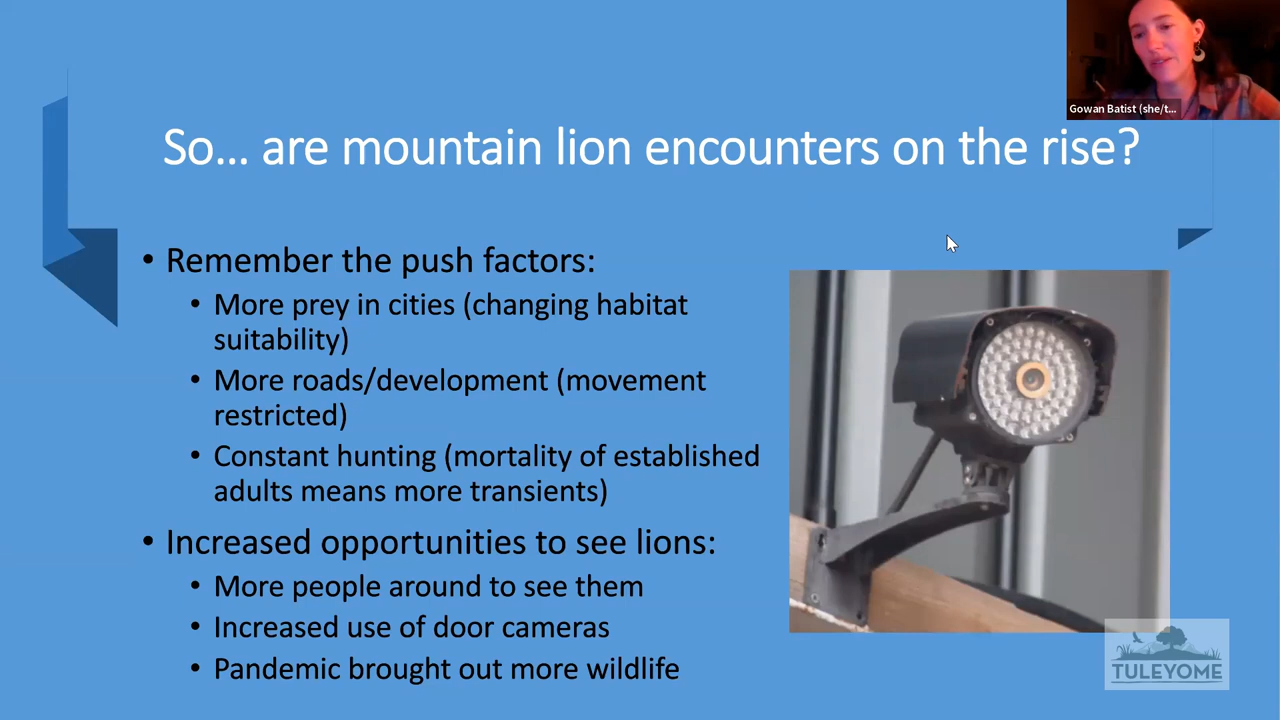 Gowan Batist (she/t...
So... are mountain lion encounters on the rise?
• Remember the push factors:
• More prey in cities (changing habitat
suitability)
• More roads/development (movement
restricted)
• Constant hunting (mortality of established
adults means more transients)
• Increased opportunities to see lions:
• More people around to see them
• Increased use of door cameras
• Pandemic brought out more wildlife
TULEYOME